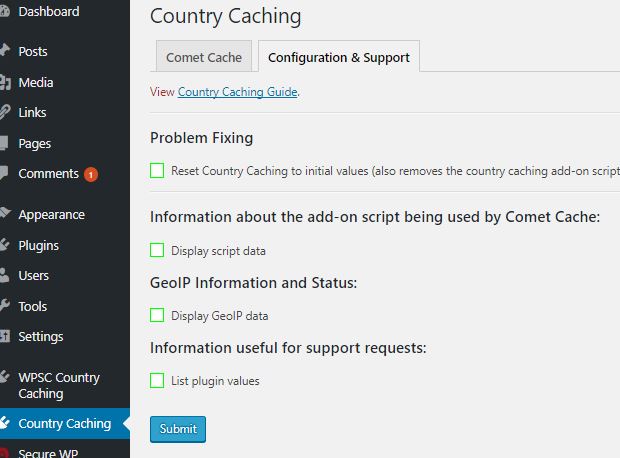 Dashboard
Posts
Media
Links
Pages
Comments 1
Appearance
Plugins
Users
Tools
Settings
WPSC Country
Caching
Country Caching
Secure WP
Country Caching
Comet Cache
Configuration & Support
View Country Caching Guide.
Problem Fixing
Reset Country Caching to initial values (also removes the country caching add-on script
Information about the add-on script being used by Comet Cache:
Display script data
GeoIP Information and Status:
Display GeoIP data
Information useful for support requests:
List plugin values
Submit